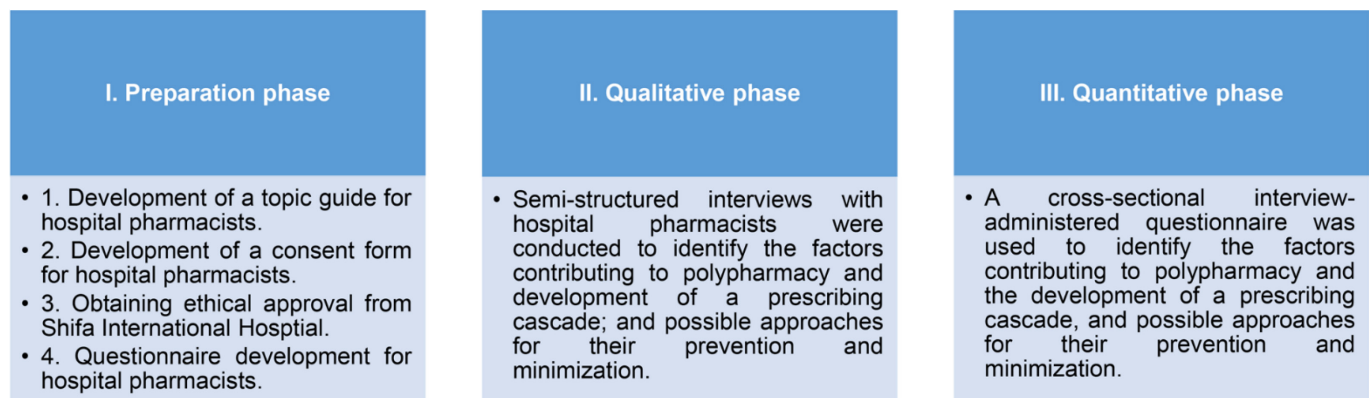 I. Preparation phase
• 1. Development of a topic guide for
hospital pharmacists.
• 2. Development of a consent form
for hospital pharmacists.
• 3. Obtaining ethical approval from
Shifa International Hosptial.
• 4. Questionnaire development for
hospital pharmacists.
II. Qualitative phase
• Semi-structured interviews with
hospital pharmacists were
conducted to identify the factors
contributing to polypharmacy and
development of a prescribing
cascade; and possible approaches
for their prevention and
minimization.
III. Quantitative phase
• A cross-sectional interview-
administered questionnaire was
used to identify the factors
contributing to polypharmacy and
the development of a prescribing
cascade, and possible approaches
for their prevention and
minimization.